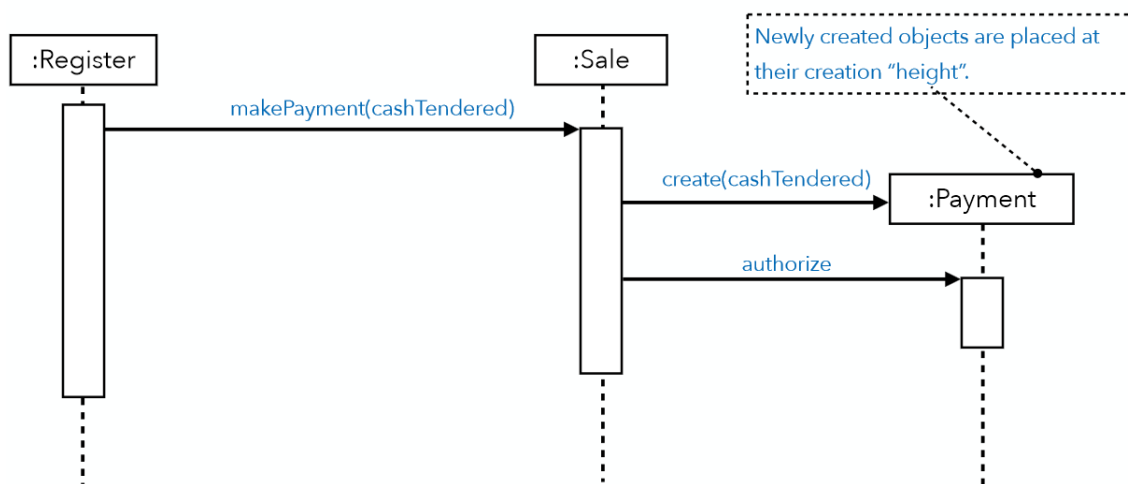 Newly created objects are placed at
their creation “height”.
:Register
:Sale
makePayment(cashTendered)
create(cashTendered)
:Payment
authorize